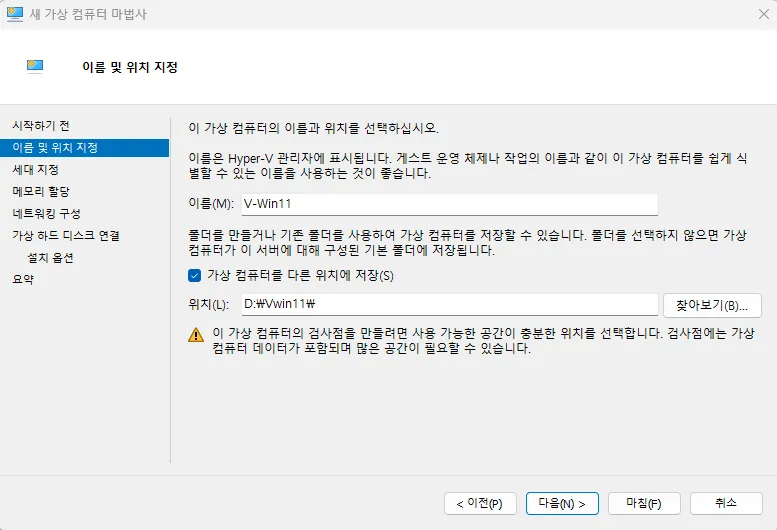 새 가상 컴퓨터 마법사
이름 및 위치 지정
시작하기 전
이름 및 위치 지정
세대 지정
메모리 할당
네트워킹 구성
가상 하드 디스크 연결
설치 옵션
요약
이 가상 컴퓨터의 이름과 위치를 선택하십시오.
이름은 Hyper-V 관리자에 표시됩니다. 게스트 운영 체제나 작업의 이름과 같이 이 가상 컴퓨터를 쉽게 식
별할 수 있는 이름을 사용하는 것이 좋습니다.
이름(M): V-Win11
폴더를 만들거나 기존 폴더를 사용하여 가상 컴퓨터를 저장할 수 있습니다. 폴더를 선택하지 않으면 가상
컴퓨터가 이 서버에 대해 구성된 기본 폴더에 저장됩니다.
가상 컴퓨터를 다른 위치에 저장(S)
위치(L): D:₩Vwin11₩ 찾아보기(B)...
이 가상 컴퓨터의 검사점을 만들려면 사용 가능한 공간이 충분한 위치를 선택합니다. 검사점에는 가상
컴퓨터 데이터가 포함되며 많은 공간이 필요할 수 있습니다.
< 이전(P) 다음(N) > 마침(F) 취소